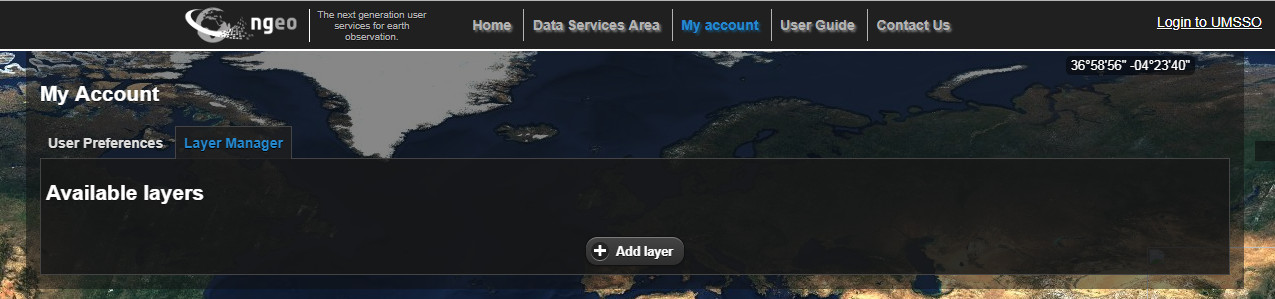 ngeo
The next generation user
services for earth
observation.
Home
Data Services Area
My account
User Guide
Contact Us
Login to UMSSO
36°58'56" -04°23'40"
My Account
User Preferences
Layer Manager
Available layers
Add layer